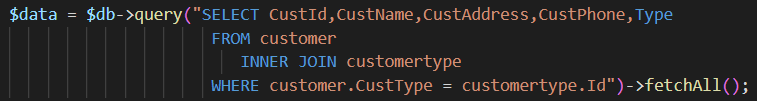 $data = $db->query("SELECT CustId,CustName,CustAddress,CustPhone,Type
FROM customer
INNER JOIN customertype
WHERE customer.CustType = customertype.Id")->fetchAll();